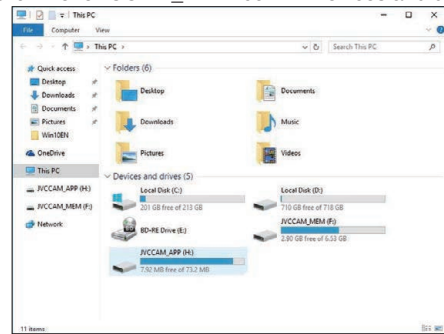 This PC
File Computer View
This PC
Search This PC
Quick access
Desktop
Downloads
Documents
Pictures
Win10EN
OneDrive
This PC
JVCCAM_APP (H:)
JVCCAM_MEM (F:)
Network
Folders (6)
Desktop
Documents
Downloads
Music
Pictures
Videos
Devices and drives (5)
Local Disk (C:)
201 GB free of 213 GB
Local Disk (D:)
710 GB free of 718 GB
BD-RE Drive (E:)
JVCCAM_MEM (F:)
2.90 GB free of 6.53 GB
JVCCAM_APP (H:)
7.92 MB free of 73.2 MB
11 items